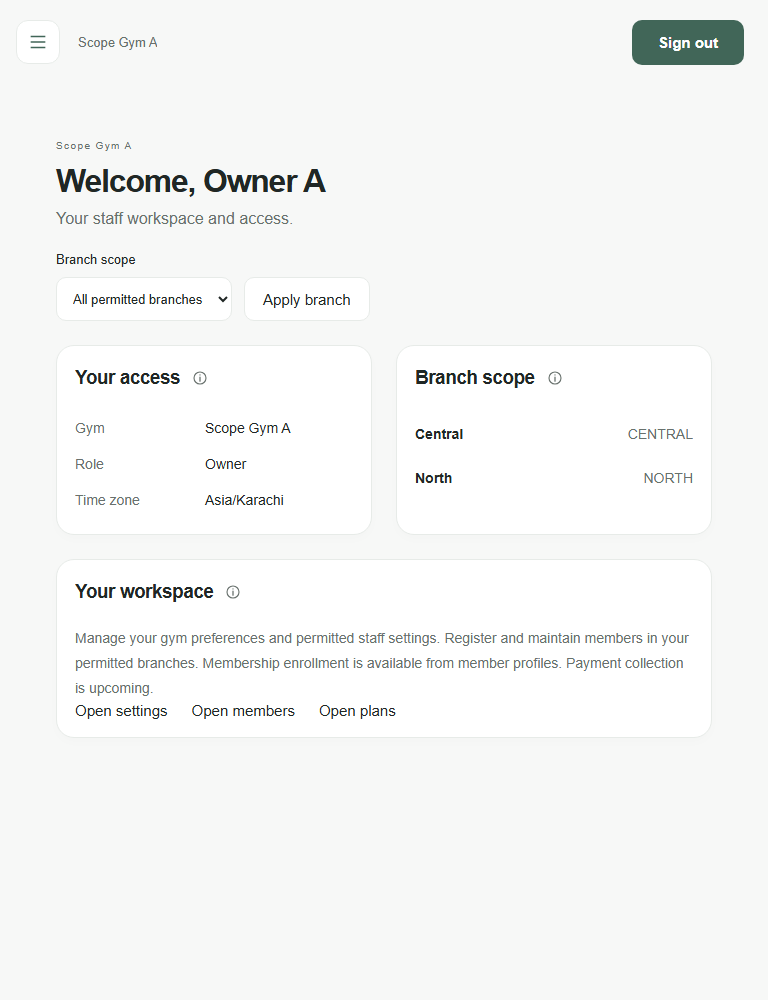 Scope Gym A
Sign out
Scope Gym A
Welcome, Owner A
Your staff workspace and access.
Branch scope
All permitted branches
Apply branch
Your access
Gym Scope Gym A
Role Owner
Time zone Asia/Karachi
Branch scope
Central CENTRAL
North NORTH
Your workspace
Manage your gym preferences and permitted staff settings. Register and maintain members in your
permitted branches. Membership enrollment is available from member profiles. Payment collection
is upcoming.
Open settings Open members Open plans